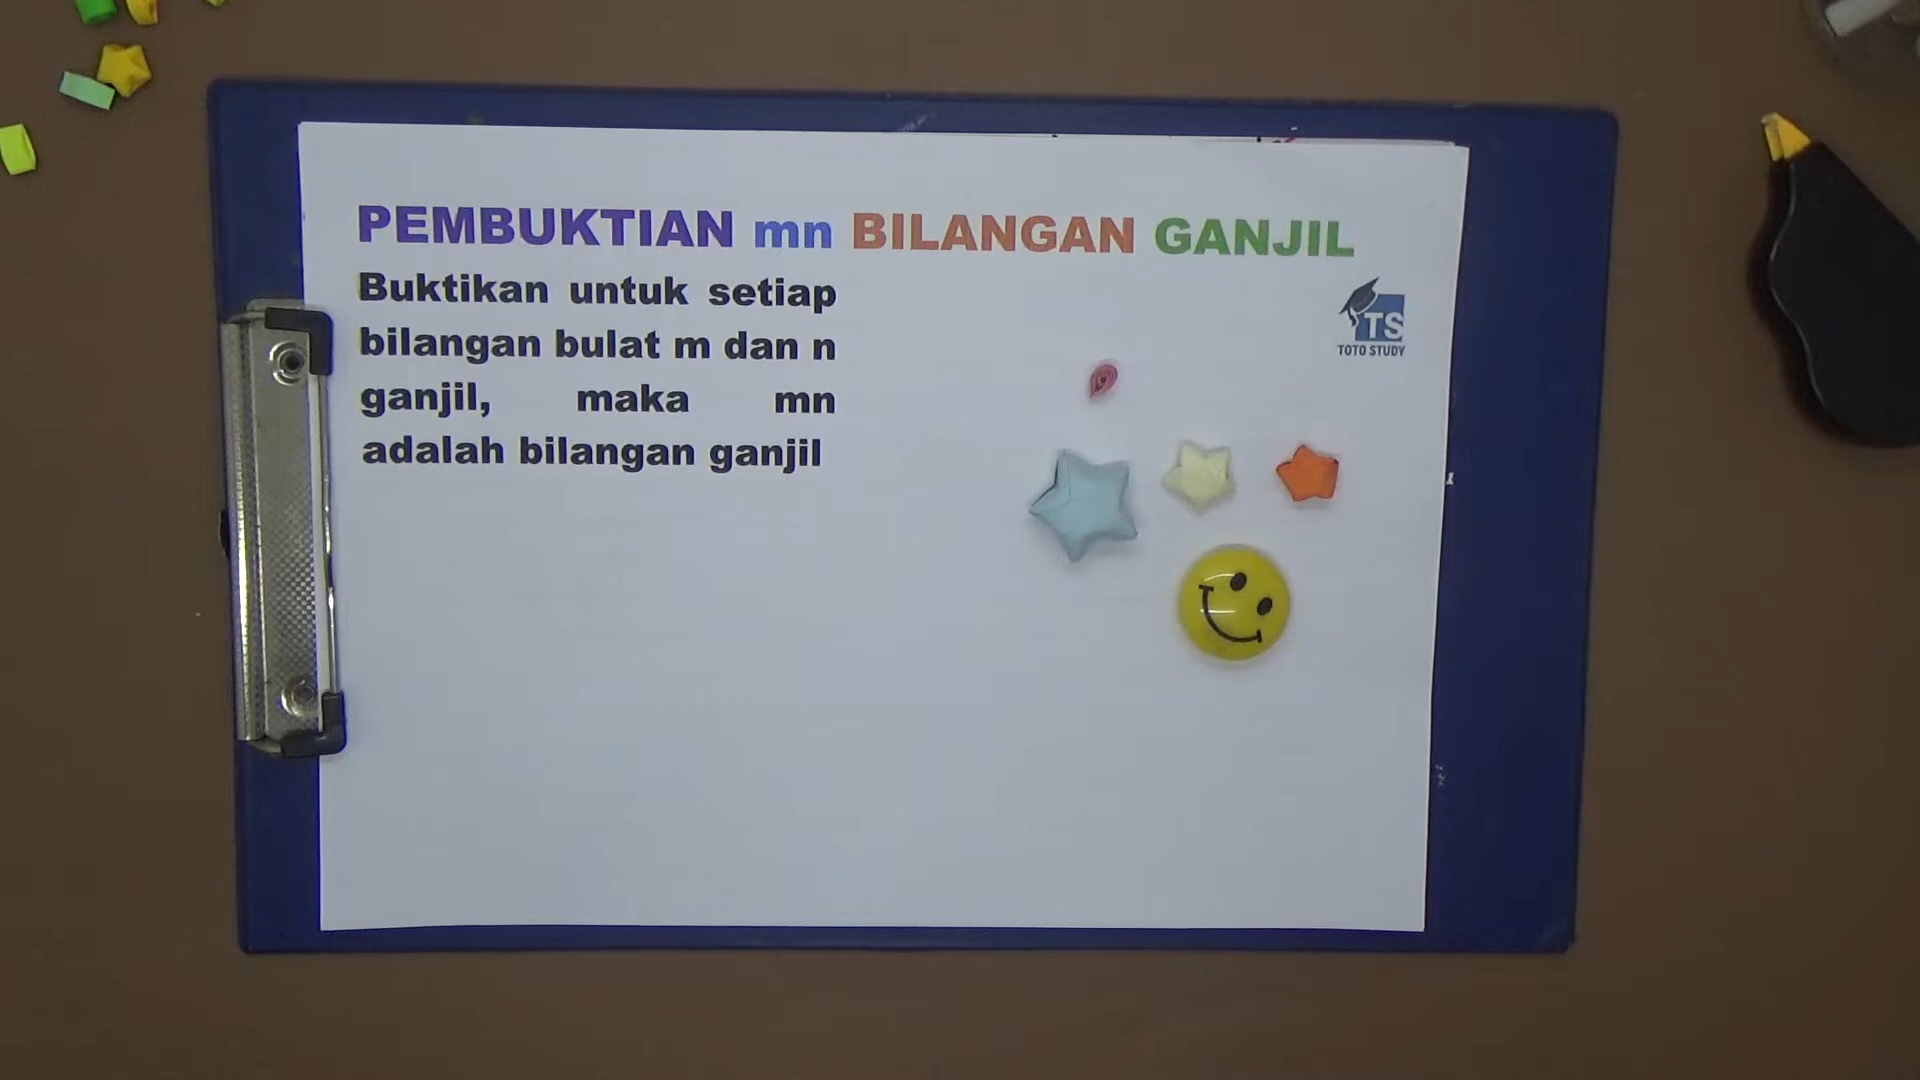 PEMBUKTIAN mn BILANGAN GANJIL
Buktikan untuk setiap
bilangan bulat m dan n
ganjil, maka mn
adalah bilangan ganjil
TS
TOTO STUDY